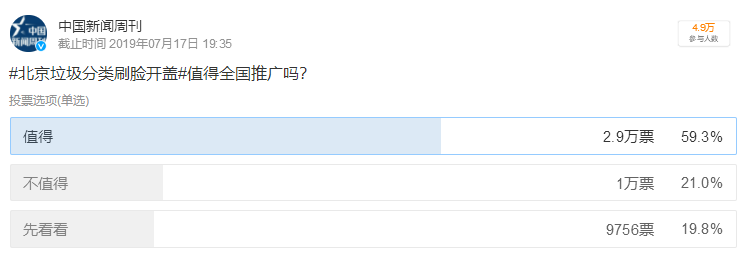 中国新闻周刊
截止时间 2019年07月17日 19:35
4.9万
参与人数
#北京垃圾分类刷脸开盖#值得全国推广吗？
投票选项(单选)
值得 2.9万票 59.3%
不值得 1万票 21.0%
先看看 9756票 19.8%